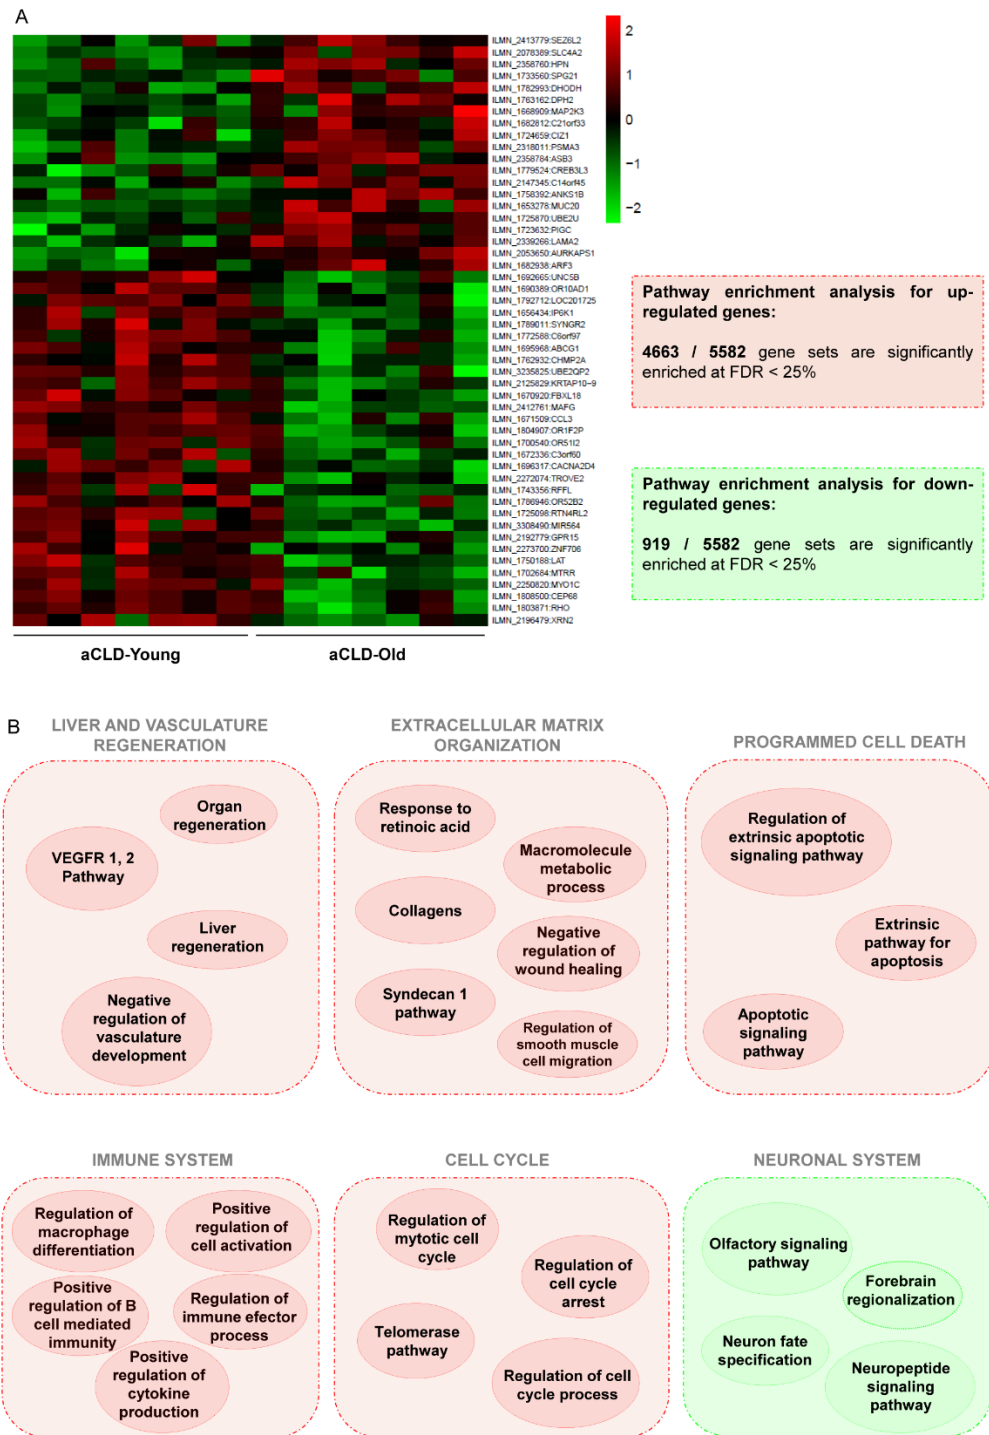 A
2
1
0
−1
−2
ILMN_2413779:SEZ6L2
ILMN_2078389:SLC4A2
ILMN_2358760:HPN
ILMN_1733560:SPG21
ILMN_1782993:DHODH
ILMN_1763162:DPH2
ILMN_1668909:MAP2K3
ILMN_1682812:C21orf33
ILMN_1724659:CIZ1
ILMN_2318011:PSMA3
ILMN_2358784:ASB3
ILMN_1779524:CREB3L3
ILMN_2147345:C14orf45
ILMN_1758392:ANKS1B
ILMN_1653278:MUC20
ILMN_1725870:UBE2U
ILMN_1723632:PIGC
ILMN_2339266:LAMA2
ILMN_2053650:AURKAPS1
ILMN_1682938:ARF3
ILMN_1692665:UNC5B
ILMN_1690389:OR10AD1
ILMN_1792712:LOC201725
ILMN_1656434:IP6K1
ILMN_1789011:SYNGR2
ILMN_1772588:C6orf97
ILMN_1695968:ABCG1
ILMN_1762932:CHMP2A
ILMN_3235825:UBE2QP2
ILMN_2125829:KRTAP10−9
ILMN_1670920:FBXL18
ILMN_2412761:MAFG
ILMN_1671509:CCL3
ILMN_1804907:OR1F2P
ILMN_1700540:OR51I2
ILMN_1672336:C3orf60
ILMN_1696317:CACNA2D4
ILMN_2272074:TROVE2
ILMN_1743356:RFFL
ILMN_1786946:OR52B2
ILMN_1725098:RTN4RL2
ILMN_3308490:MIR564
ILMN_2192779:GPR15
ILMN_2273700:ZNF706
ILMN_1750188:LAT
ILMN_1702684:MTRR
ILMN_2250820:MYO1C
ILMN_1808500:CEP68
ILMN_1803871:RHO
ILMN_2196479:XRN2
aCLD-Young
aCLD-Old
Pathway enrichment analysis for up-
regulated genes:
4663 / 5582 gene sets are significantly
enriched at FDR < 25%
Pathway enrichment analysis for down-
regulated genes:
919 / 5582 gene sets are significantly
enriched at FDR < 25%
B
LIVER AND VASCULATURE
REGENERATION
Organ
regeneration
VEGFR 1, 2
Pathway
Liver
regeneration
Negative
regulation of
vasculature
development
EXTRACELLULAR MATRIX
ORGANIZATION
Response to
retinoic acid
Macromolecule
metabolic
process
Collagens
Negative
regulation of
wound healing
Syndecan 1
pathway
Regulation of
smooth muscle
cell migration
PROGRAMMED CELL DEATH
Regulation of
extrinsic apoptotic
signaling pathway
Extrinsic
pathway for
apoptosis
Apoptotic
signaling
pathway
IMMUNE SYSTEM
Regulation of
macrophage
differentiation
Positive
regulation of
cell activation
Positive
regulation of B
cell mediated
immunity
Regulation of
immune efector
process
Positive
regulation of
cytokine
production
CELL CYCLE
Regulation of
mytotic cell
cycle
Regulation of
cell cycle
arrest
Telomerase
pathway
Regulation of cell
cycle process
NEURONAL SYSTEM
Olfactory signaling
pathway
Forebrain
regionalization
Neuron fate
specification
Neuropeptide
signaling
pathway